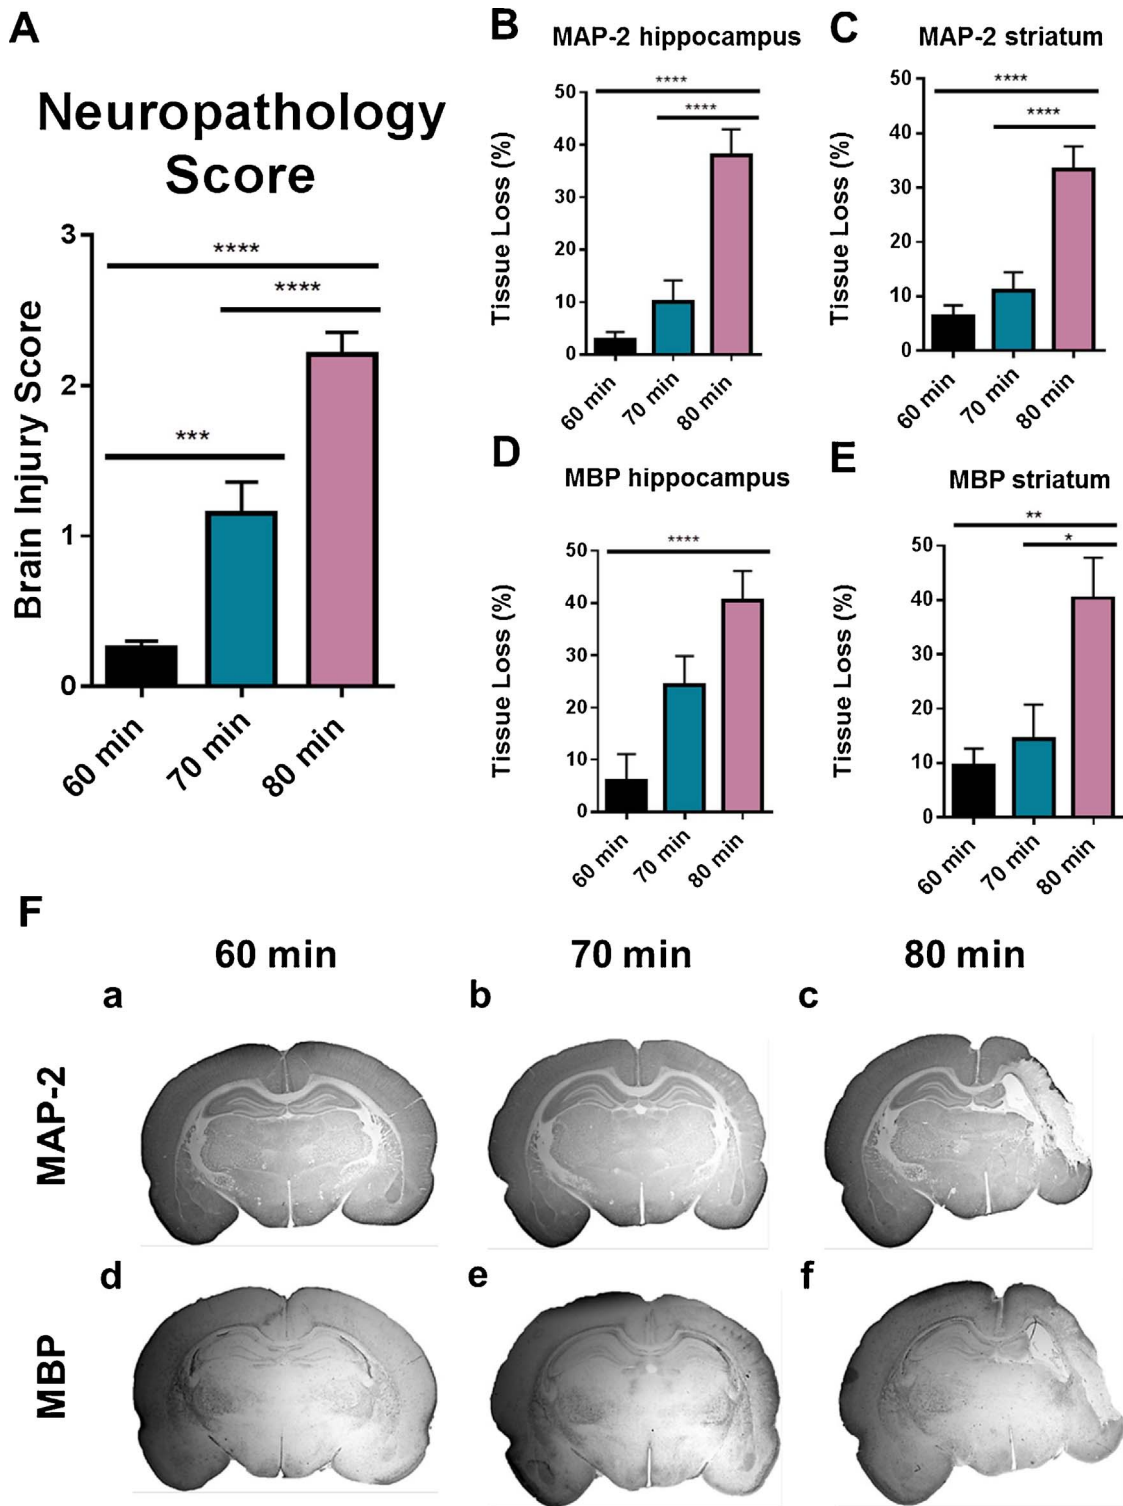 A
Neuropathology
Score
Brain Injury Score
3
2
1
0
****
****
***
60 min
70 min
80 min
B
MAP-2 hippocampus
Tissue Loss (%)
50
40
30
20
10
0
****
****
60 min
70 min
80 min
C
MAP-2 striatum
Tissue Loss (%)
50
40
30
20
10
0
****
****
60 min
70 min
80 min
D
MBP hippocampus
Tissue Loss (%)
50
40
30
20
10
0
****
60 min
70 min
80 min
E
MBP striatum
Tissue Loss (%)
50
40
30
20
10
0
**
*
60 min
70 min
80 min
F
60 min
70 min
80 min
MAP-2
a
b
c
MBP
d
e
f